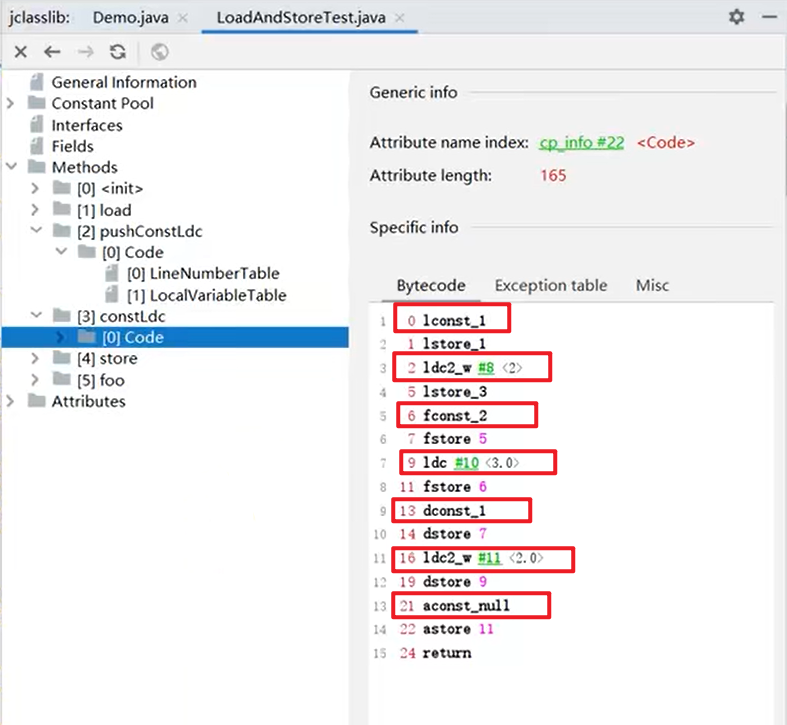 jclasslib: Demo.java LoadAndStoreTest.java
General Information
Constant Pool
Interfaces
Fields
Methods
[0] <init>
[1] load
[2] pushConstLdc
[0] Code
[0] LineNumberTable
[1] LocalVariableTable
[3] constLdc
[0] Code
[4] store
[5] foo
Attributes
Generic info
Attribute name index: cp_info #22 <Code>
Attribute length: 165
Specific info
Bytecode Exception table Misc
1 0 lconst_1
2 1 lstore_1
3 2 ldc2_w #8 <2>
4 5 lstore_3
5 6 fconst_2
6 7 fstore 5
7 9 ldc #10 <3.0>
8 11 fstore 6
9 13 dconst_1
10 14 dstore 7
11 16 ldc2_w #11 <2.0>
12 19 dstore 9
13 21 aconst_null
14 22 astore 11
15 24 return